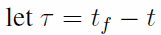 let τ = t_f − t